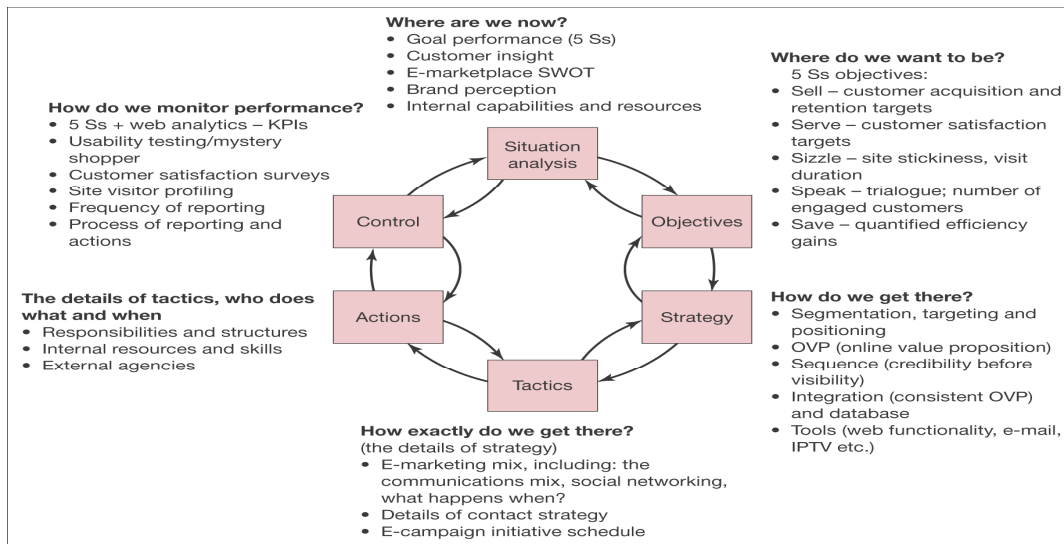 Where are we now?
• Goal performance (5 Ss)
• Customer insight
• E-marketplace SWOT
• Brand perception
• Internal capabilities and resources
Where do we want to be?
5 Ss objectives:
• Sell – customer acquisition and
retention targets
• Serve – customer satisfaction
targets
• Sizzle – site stickiness, visit
duration
• Speak – trialogue; number of
engaged customers
• Save – quantified efficiency
gains
How do we monitor performance?
• 5 Ss + web analytics – KPIs
• Usability testing/mystery
shopper
• Customer satisfaction surveys
• Site visitor profiling
• Frequency of reporting
• Process of reporting and
actions
Situation
analysis
Control
Objectives
Actions
Strategy
Tactics
The details of tactics, who does
what and when
• Responsibilities and structures
• Internal resources and skills
• External agencies
How do we get there?
• Segmentation, targeting and
positioning
• OVP (online value proposition)
• Sequence (credibility before
visibility)
• Integration (consistent OVP)
and database
• Tools (web functionality, e-mail,
IPTV etc.)
How exactly do we get there?
(the details of strategy)
• E-marketing mix, including: the
communications mix, social networking,
what happens when?
• Details of contact strategy
• E-campaign initiative schedule